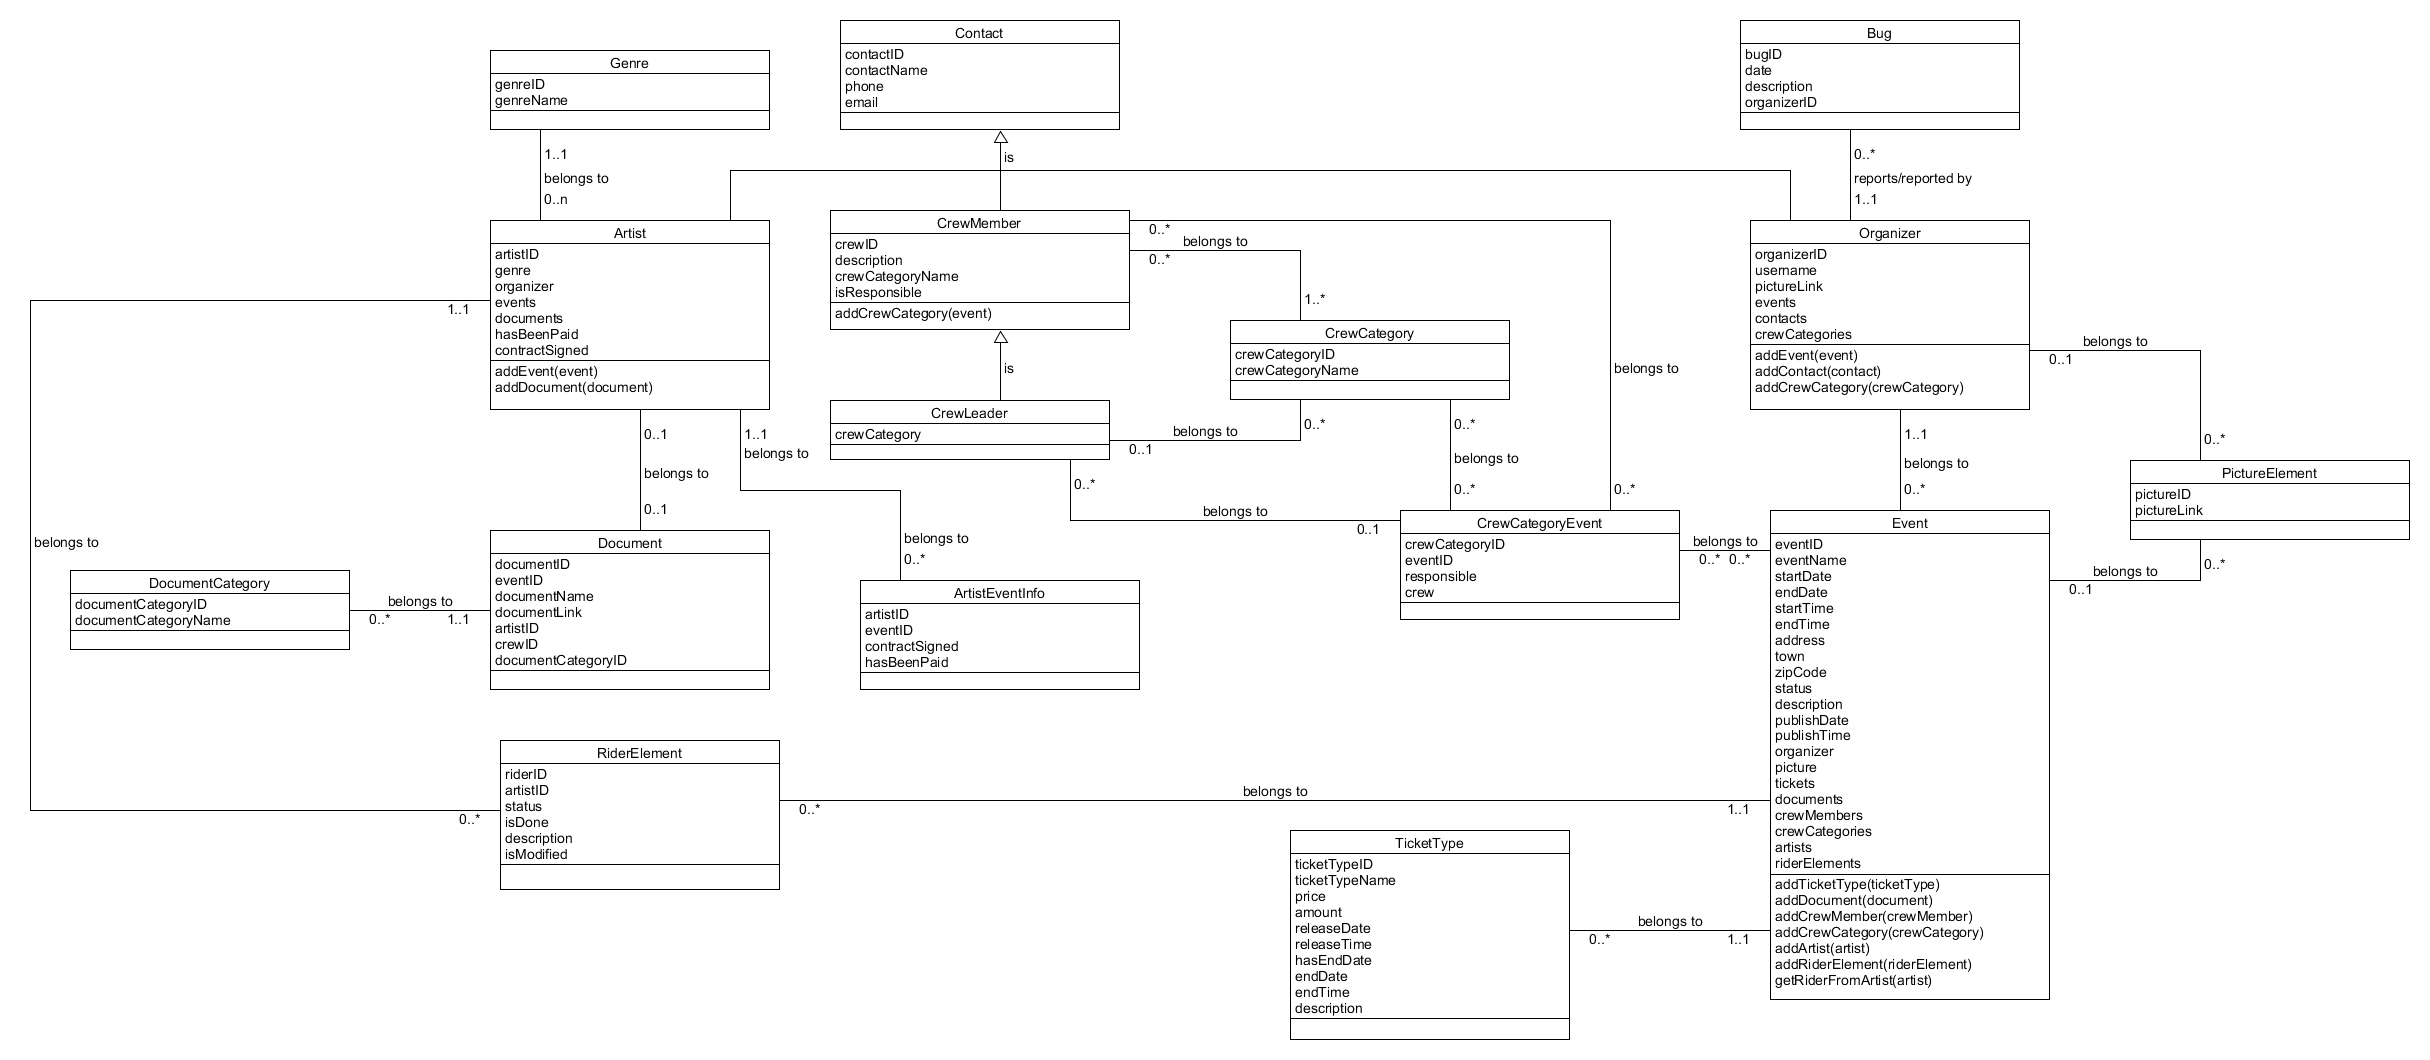 Contact
contactID
contactName
phone
email
Bug
bugID
date
description
organizerID
Genre
genreID
genreName
1..1
belongs to
0..n
is
0..*
reports/reported by
1..1
Artist
artistID
genre
organizer
events
documents
hasBeenPaid
contractSigned
addEvent(event)
addDocument(document)
1..1
CrewMember
crewID
description
crewCategoryName
isResponsible
addCrewCategory(event)
0..*
belongs to
0..*
1..*
belongs to
0..*
Organizer
organizerID
username
pictureLink
events
contacts
crewCategories
addEvent(event)
addContact(contact)
addCrewCategory(crewCategory)
belongs to
0..1
0..*
is
CrewCategory
crewCategoryID
crewCategoryName
CrewLeader
crewCategory
belongs to
0..1
0..*
0..*
belongs to
0..*
0..*
belongs to
0..1
0..1
belongs to
0..1
1..1
belongs to
belongs to
0..*
1..1
belongs to
0..*
PictureElement
pictureID
pictureLink
0..*
belongs to
0..1
belongs to
DocumentCategory
documentCategoryID
documentCategoryName
belongs to
0..*
1..1
Document
documentID
eventID
documentName
documentLink
artistID
crewID
documentCategoryID
ArtistEventInfo
artistID
eventID
contractSigned
hasBeenPaid
CrewCategoryEvent
crewCategoryID
eventID
responsible
crew
belongs to
0..* 0..*
Event
eventID
eventName
startDate
endDate
startTime
endTime
address
town
zipCode
status
description
publishDate
publishTime
organizer
picture
tickets
documents
crewMembers
crewCategories
artists
riderElements
addTicketType(ticketType)
addDocument(document)
addCrewMember(crewMember)
addCrewCategory(crewCategory)
addArtist(artist)
addRiderElement(riderElement)
getRiderFromArtist(artist)
RiderElement
riderID
artistID
status
isDone
description
isModified
0..*
0..*
belongs to
1..1
TicketType
ticketTypeID
ticketTypeName
price
amount
releaseDate
releaseTime
hasEndDate
endDate
endTime
description
belongs to
0..*
1..1